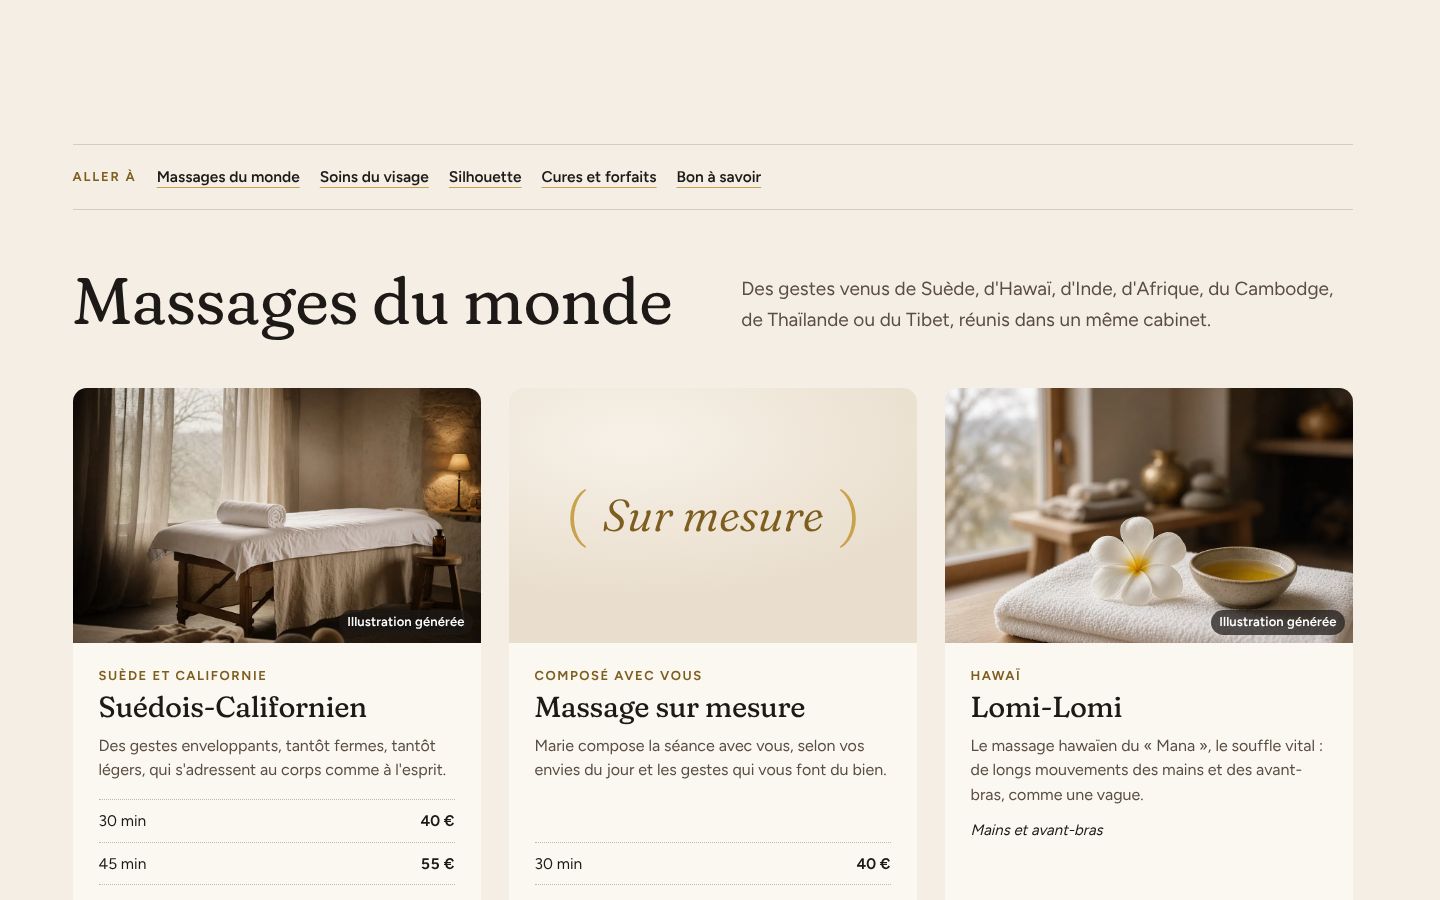 ALLER À Massages du monde Soins du visage Silhouette Cures et forfaits Bon à savoir
Massages du monde
Des gestes venus de Suède, d'Hawaï, d'Inde, d'Afrique, du Cambodge,
de Thaïlande ou du Tibet, réunis dans un même cabinet.
Illustration générée
SUÈDE ET CALIFORNIE
Suédois-Californien
Des gestes enveloppants, tantôt fermes, tantôt
légers, qui s'adressent au corps comme à l'esprit.
30 min 40 €
45 min 55 €
( Sur mesure )
COMPOSÉ AVEC VOUS
Massage sur mesure
Marie compose la séance avec vous, selon vos
envies du jour et les gestes qui vous font du bien.
30 min 40 €
Illustration générée
HAWAÏ
Lomi-Lomi
Le massage hawaïen du « Mana », le souffle vital :
de longs mouvements des mains et des avant-
bras, comme une vague.
Mains et avant-bras